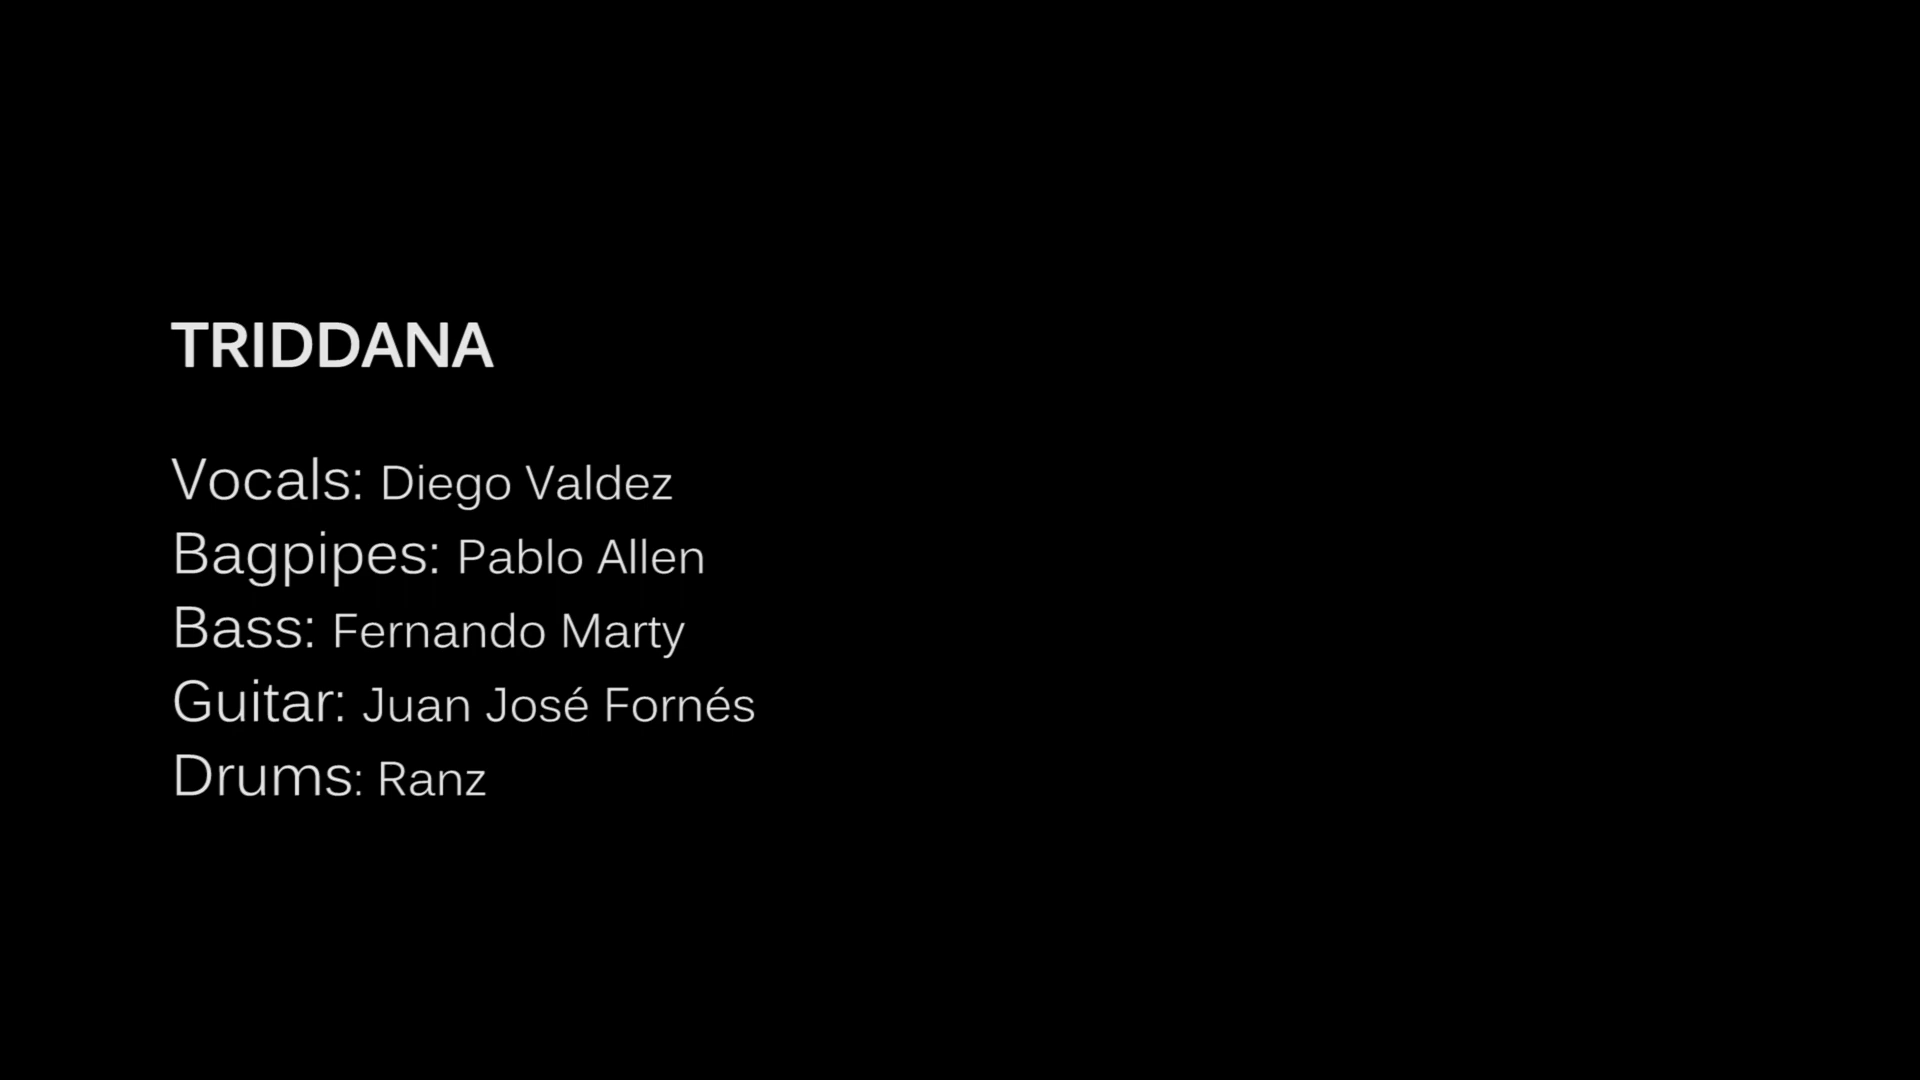 TRIDDANA
Vocals: Diego Valdez
Bagpipes: Pablo Allen
Bass: Fernando Marty
Guitar: Juan José Fornés
Drums: Ranz